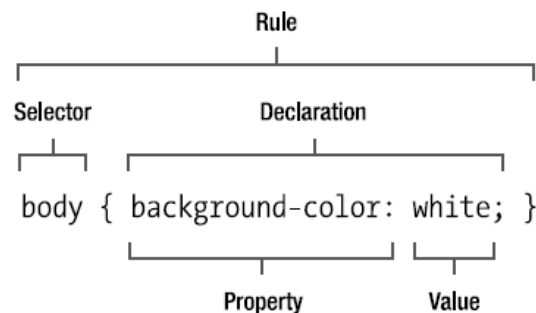 Rule
Selector Declaration
body { background-color: white; }
Property Value